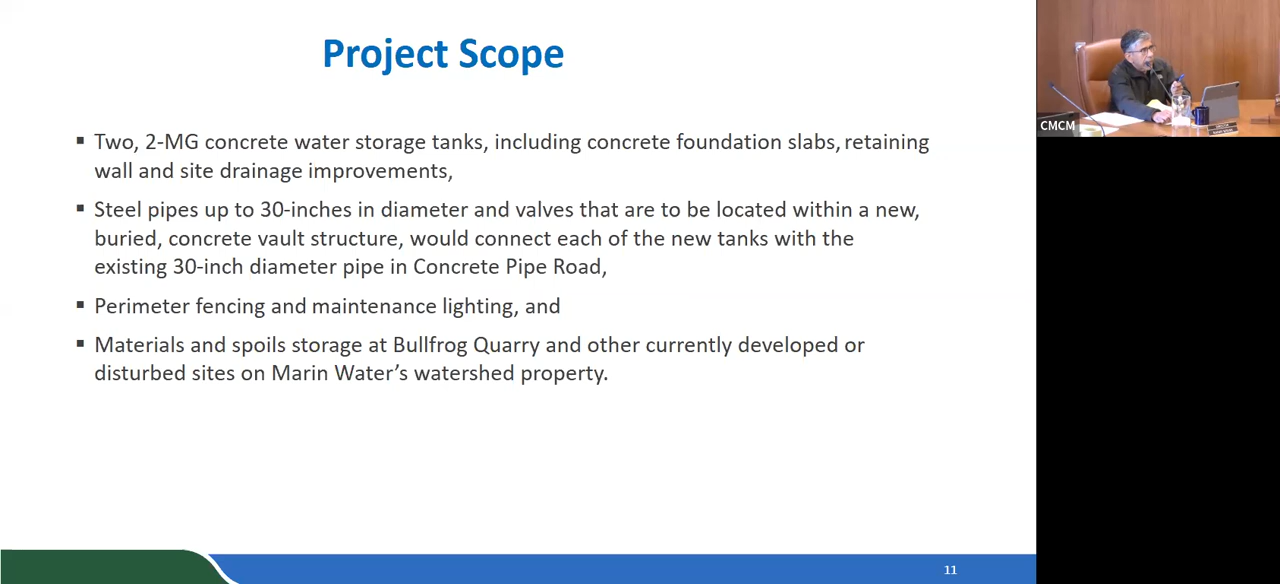 Project Scope
Two, 2-MG concrete water storage tanks, including concrete foundation slabs, retaining
wall and site drainage improvements,
Steel pipes up to 30-inches in diameter and valves that are to be located within a new,
buried, concrete vault structure, would connect each of the new tanks with the
existing 30-inch diameter pipe in Concrete Pipe Road,
Perimeter fencing and maintenance lighting, and
Materials and spoils storage at Bullfrog Quarry and other currently developed or
disturbed sites on Marin Water's watershed property.
11
CMCM